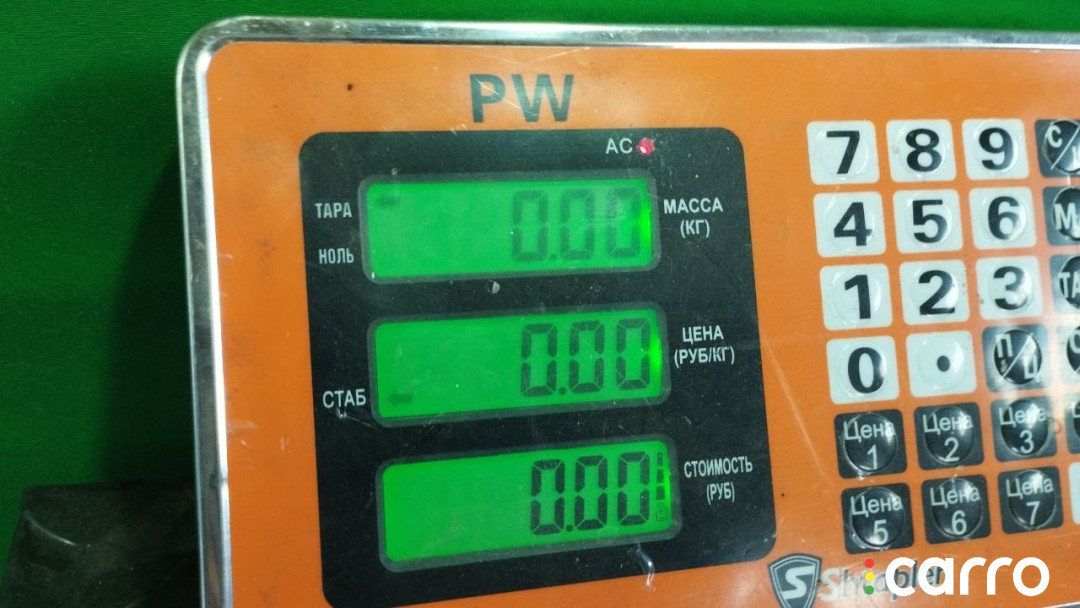 PW
AC
ТАРА
НОЛЬ
0.00
МАССА
(КГ)
0.00
ЦЕНА
(РУБ/КГ)
СТАБ
0.00
СТОИМОСТЬ
(РУБ)
7 8 9 С/
4 5 6 М
1 2 3 ТА
0 . П/Ц
Цена 1 Цена 2 Цена 3
Цена 5 Цена 6 Цена 7
carro